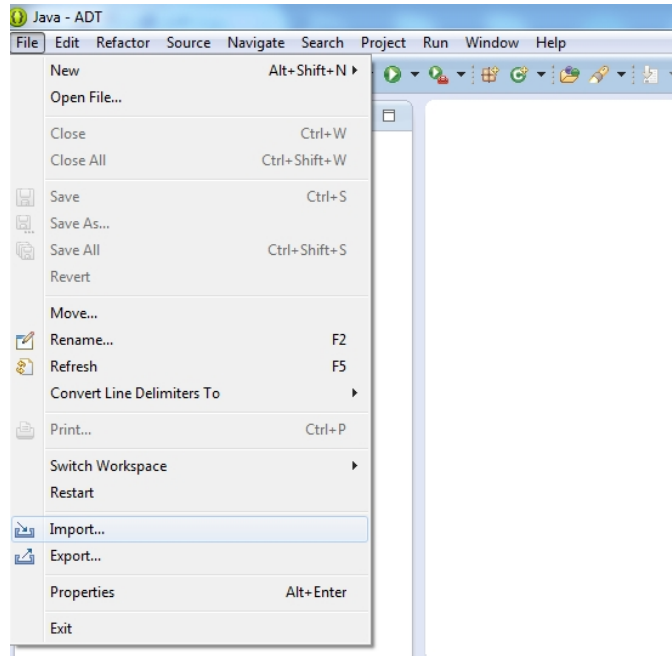 Java - ADT
File Edit Refactor Source Navigate Search Project Run Window Help
New Alt+Shift+N
Open File...
Close Ctrl+W
Close All Ctrl+Shift+W
Save Ctrl+S
Save As...
Save All Ctrl+Shift+S
Revert
Move...
Rename... F2
Refresh F5
Convert Line Delimiters To
Print... Ctrl+P
Switch Workspace
Restart
Import...
Export...
Properties Alt+Enter
Exit